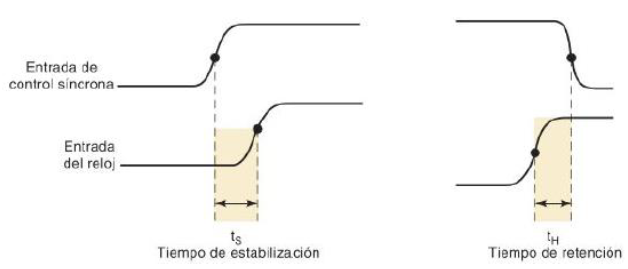 Entrada de
control síncrona
Entrada
del reloj
tS
Tiempo de estabilización
tH
Tiempo de retención